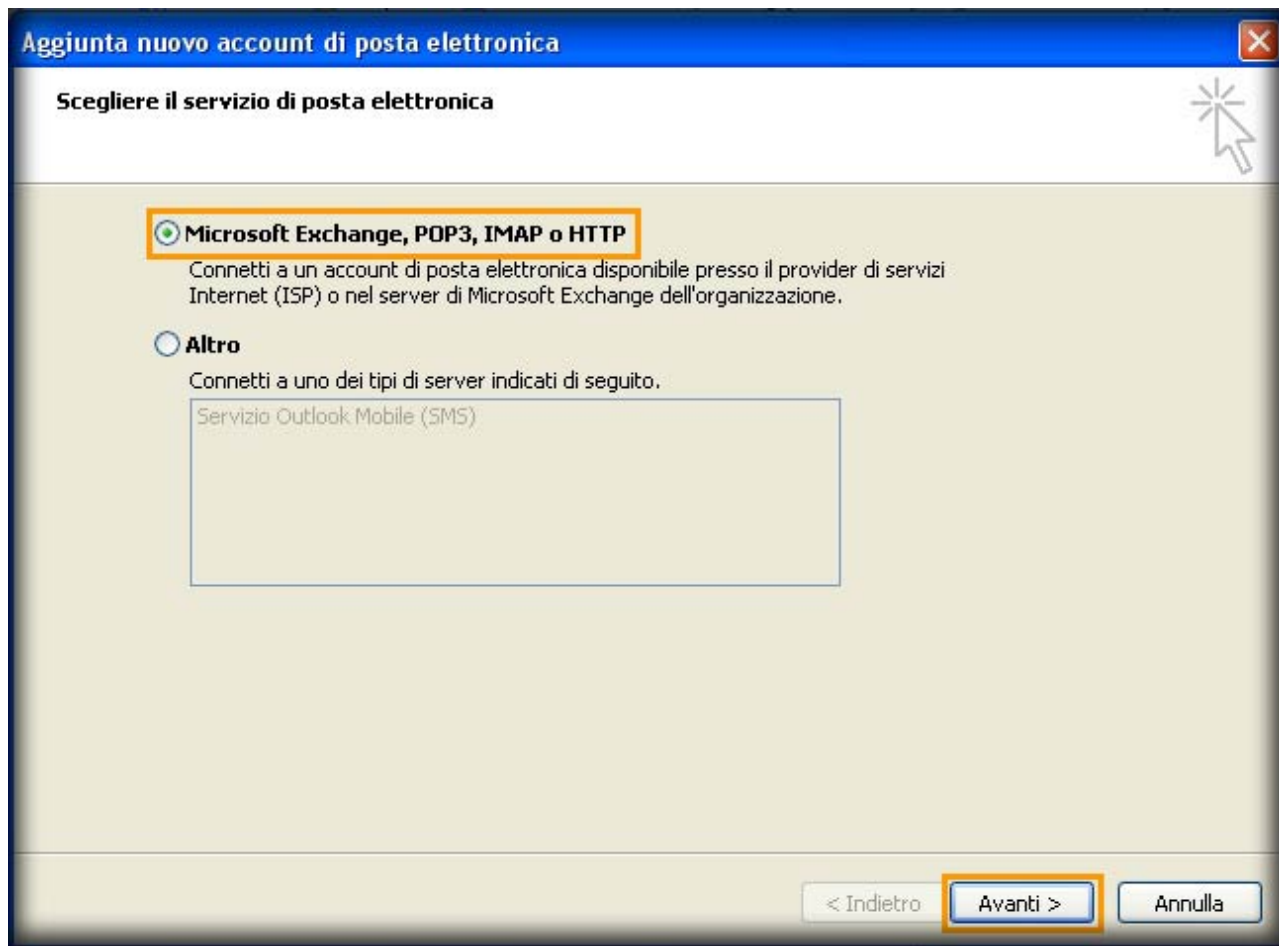 Aggiunta nuovo account di posta elettronica
Scegliere il servizio di posta elettronica
Microsoft Exchange, POP3, IMAP o HTTP
Connetti a un account di posta elettronica disponibile presso il provider di servizi
Internet (ISP) o nel server di Microsoft Exchange dell'organizzazione.
Altro
Connetti a uno dei tipi di server indicati di seguito.
Servizio Outlook Mobile (SMS)
< Indietro Avanti > Annulla